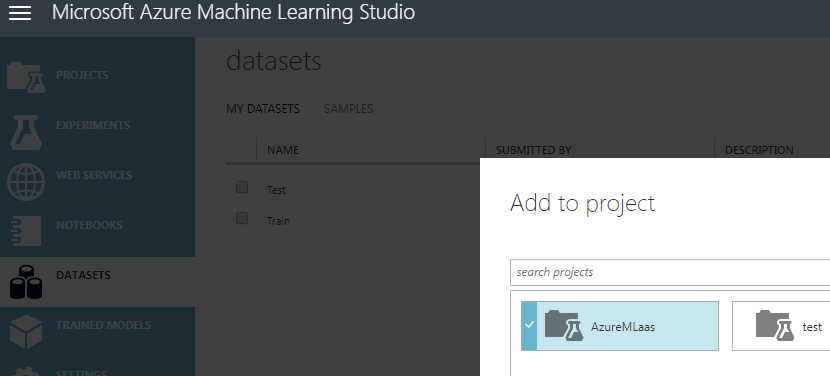 Microsoft Azure Machine Learning Studio
PROJECTS
EXPERIMENTS
WEB SERVICES
NOTEBOOKS
DATASETS
TRAINED MODELS
SETTINGS
datasets
MY DATASETS SAMPLES
NAME SUBMITTED BY DESCRIPTION
Test
Train
Add to project
search projects
AzureMLaas test